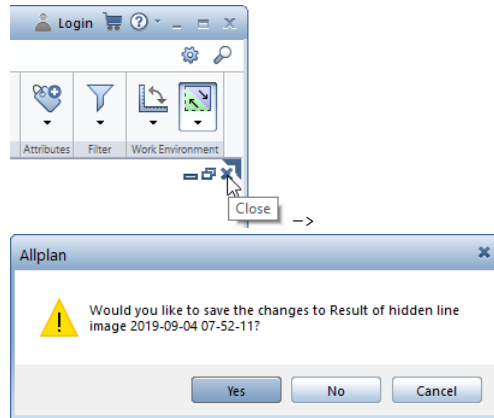 Login
Attributes Filter Work Environment
Close
–>
Allplan
Would you like to save the changes to Result of hidden line
image 2019-09-04 07-52-11?
Yes No Cancel